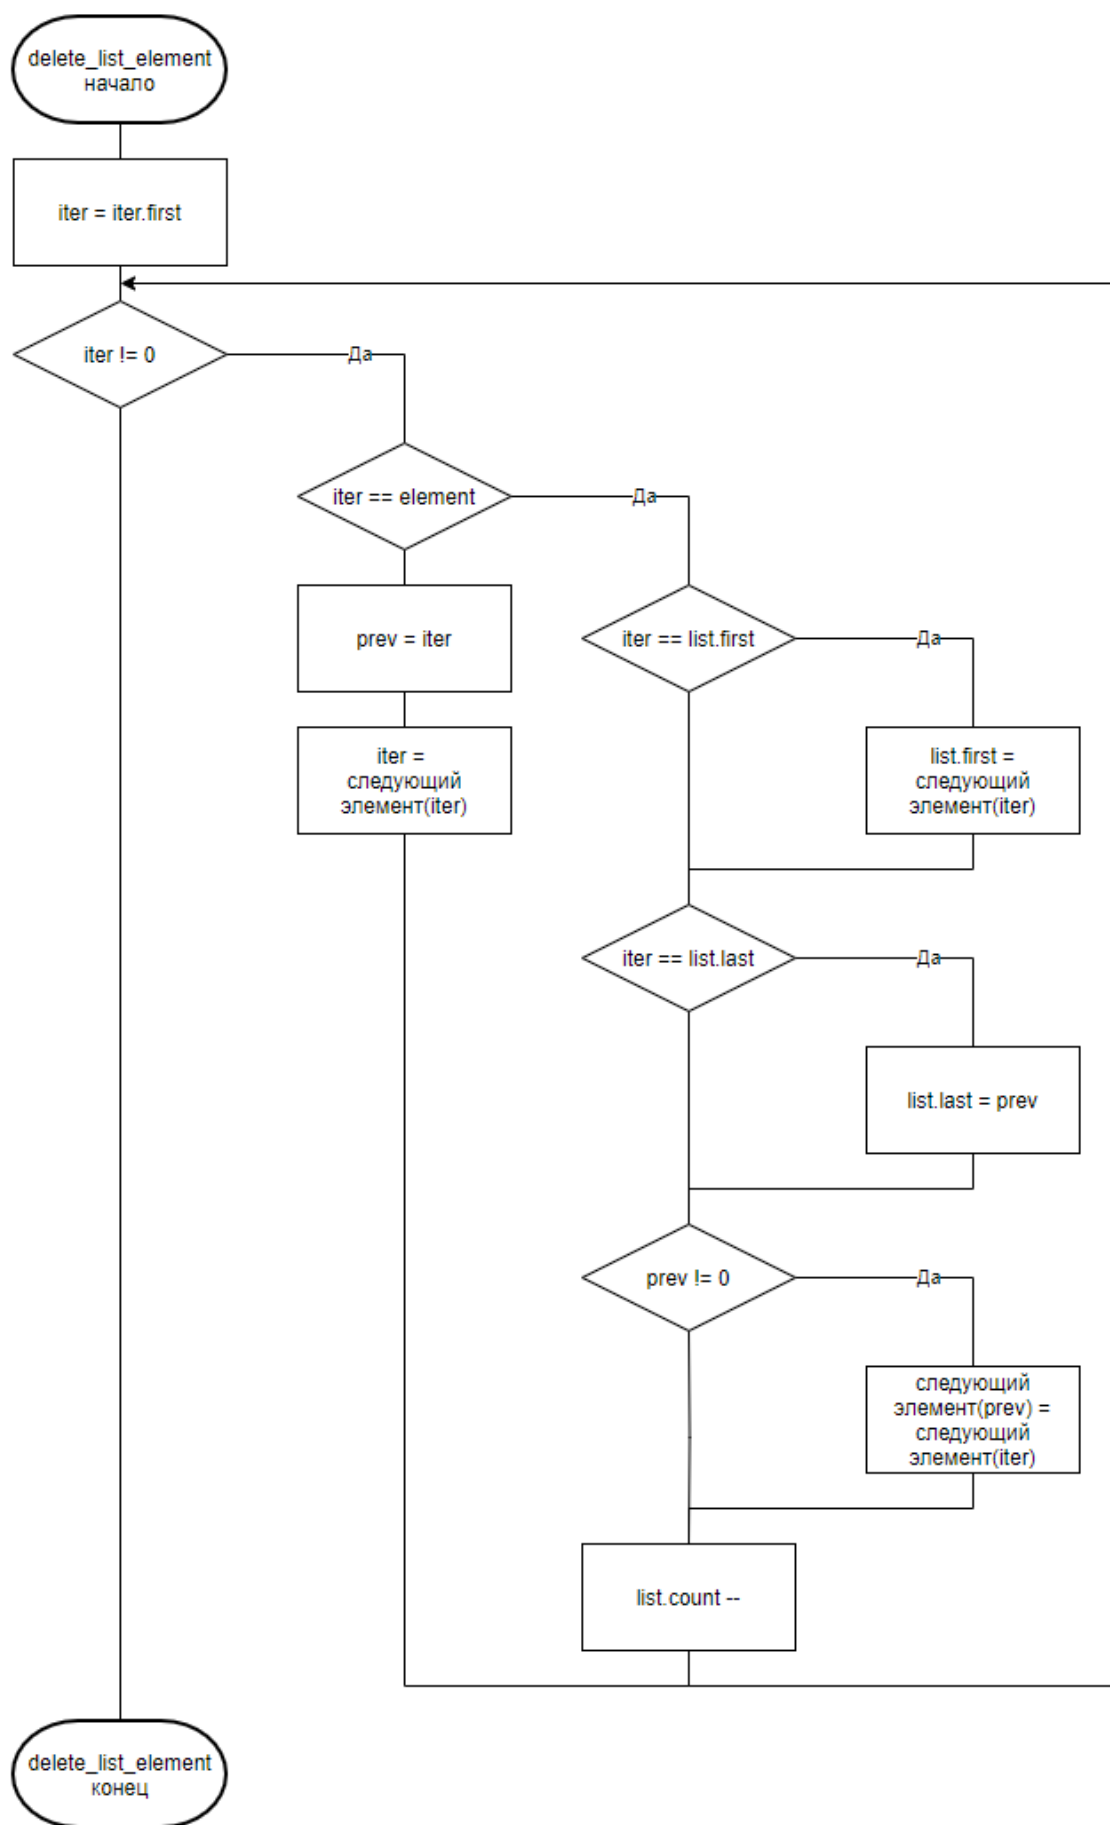 delete_list_element
начало
iter = iter.first
iter != 0
Да
iter == element
Да
prev = iter
iter == list.first
Да
iter =
следующий
элемент(iter)
list.first =
следующий
элемент(iter)
iter == list.last
Да
list.last = prev
prev != 0
Да
следующий
элемент(prev) =
следующий
элемент(iter)
list.count --
delete_list_element
конец